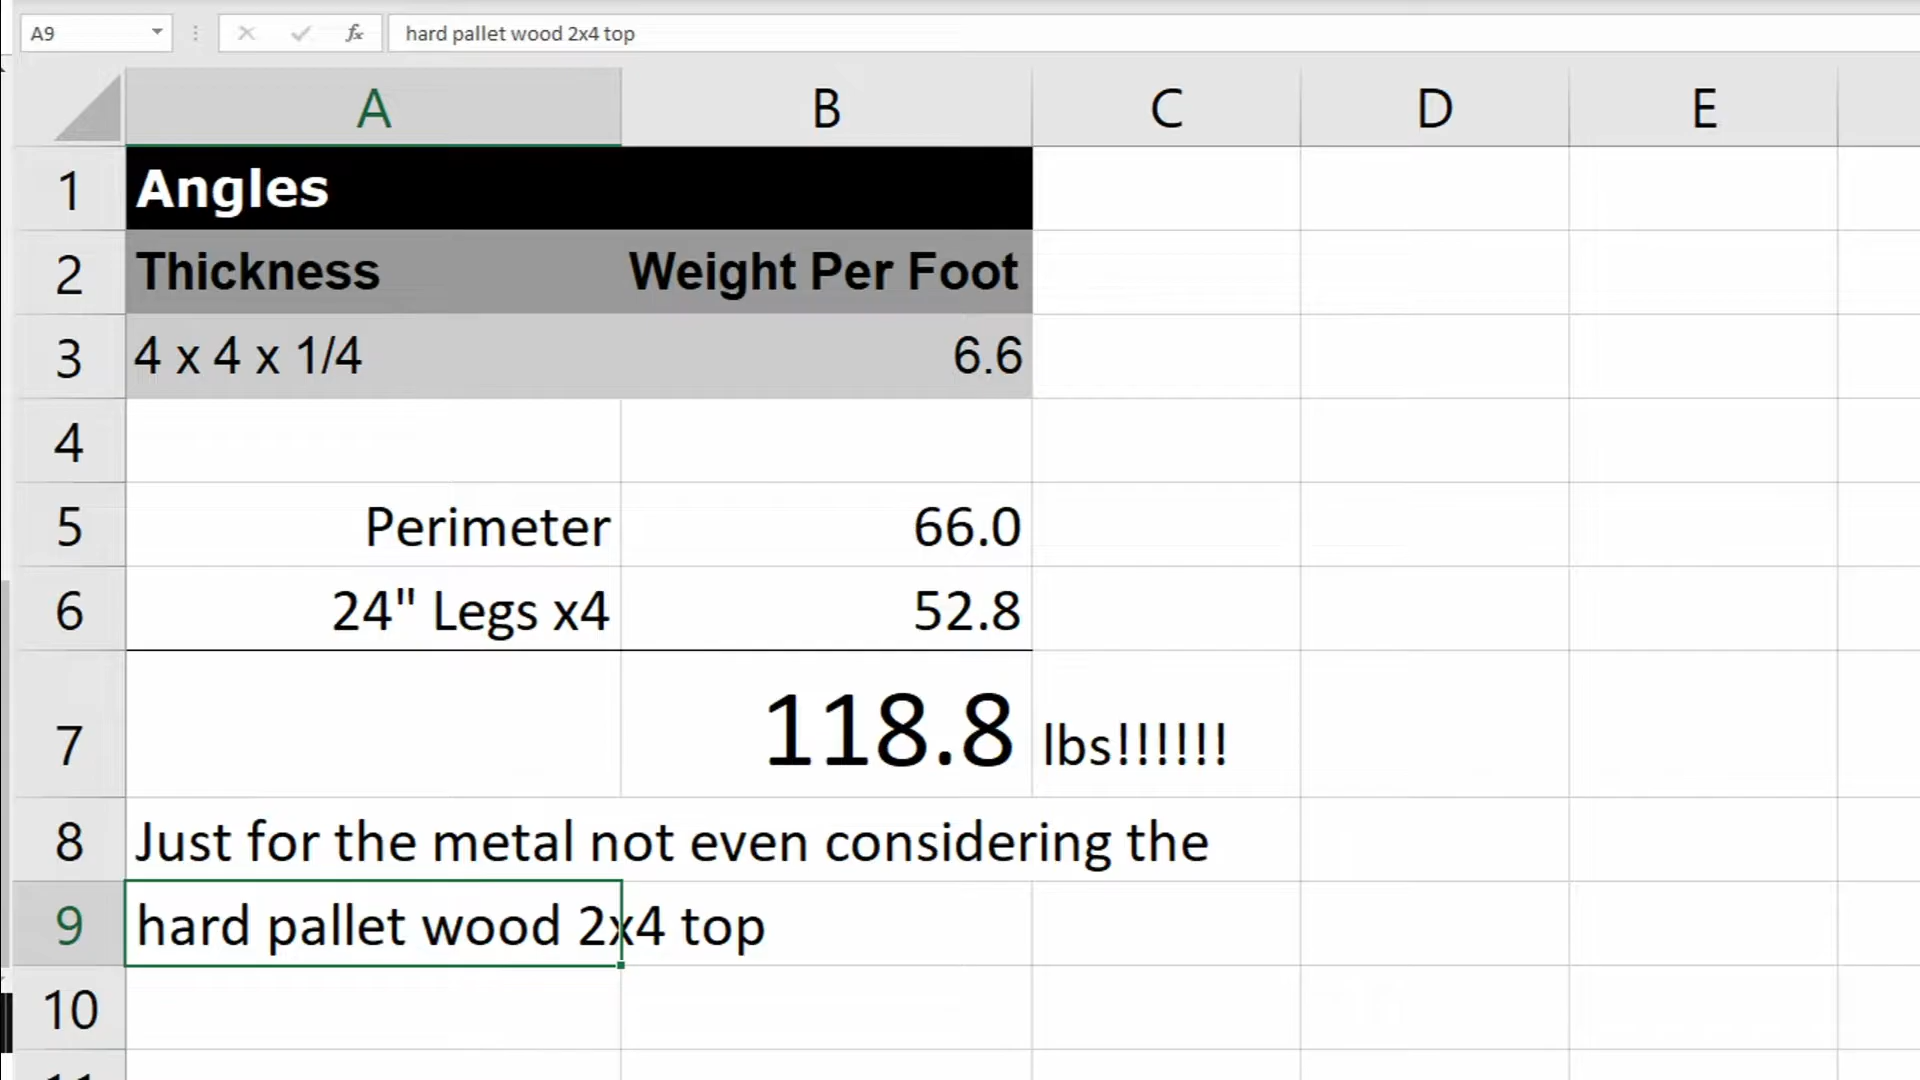 A9 fx hard pallet wood 2x4 top
A B C D E
1 Angles
2 Thickness Weight Per Foot
3 4 x 4 x 1/4 6.6
4
5 Perimeter 66.0
6 24" Legs x4 52.8
7 118.8 lbs!!!!!!
8 Just for the metal not even considering the
9 hard pallet wood 2x4 top
10